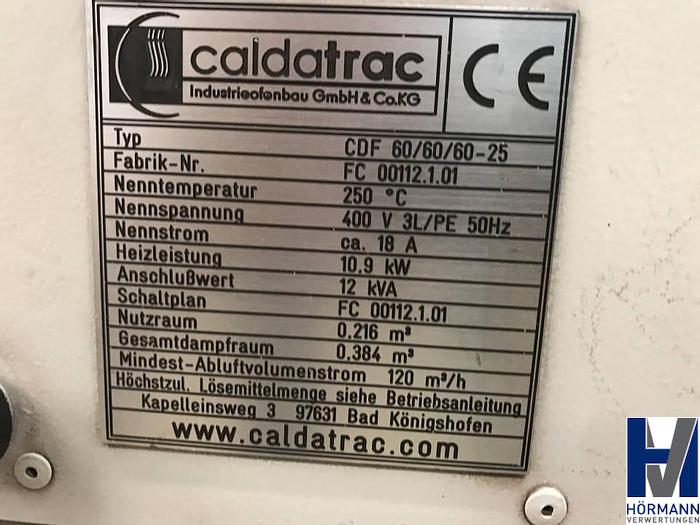 caldatrac
Industrieofenbau GmbH & Co.KG
CE
Typ CDF 60/60/60-25
Fabrik-Nr. FC 00112.1.01
Nenntemperatur 250 °C
Nennspannung 400 V 3L/PE 50Hz
Nennstrom ca. 18 A
Heizleistung 10.9 kW
Anschlußwert 12 kVA
Schaltplan FC 00112.1.01
Nutzraum 0.216 m³
Gesamtdampfraum 0.384 m³
Mindest-Abluftvolumenstrom 120 m³/h
Höchstzul. Lösemittelmenge siehe Betriebsanleitung
Kapelleinsweg 3 97631 Bad Königshofen
www.caldatrac.com
HV
HÖRMANN
VERWERTUNGEN